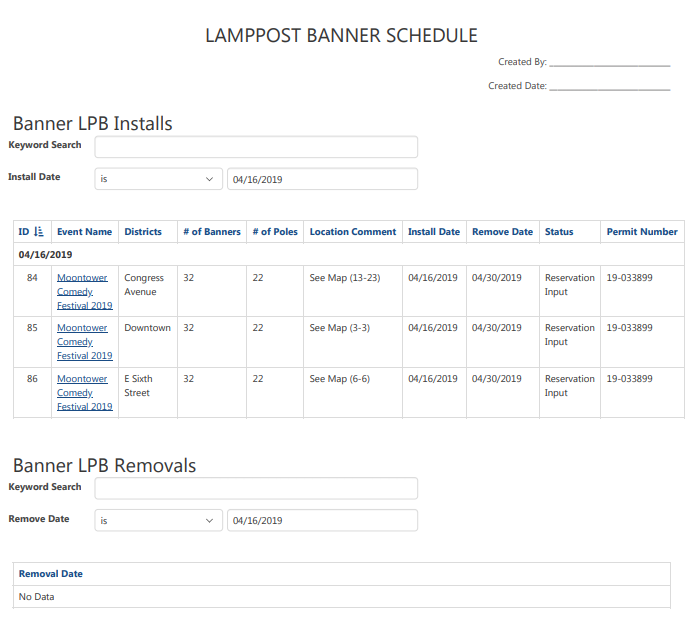 LAMPPOST BANNER SCHEDULE
Created By: ________________________
Created Date: ________________________
Banner LPB Installs
Keyword Search
Install Date is 04/16/2019
ID Event Name Districts # of Banners # of Poles Location Comment Install Date Remove Date Status Permit Number
04/16/2019
84 Moontower Congress 32 22 See Map (13-23) 04/16/2019 04/30/2019 Reservation 19-033899
Comedy Avenue Input
Festival 2019
85 Moontower Downtown 32 22 See Map (3-3) 04/16/2019 04/30/2019 Reservation 19-033899
Comedy Input
Festival 2019
86 Moontower E Sixth 32 22 See Map (6-6) 04/16/2019 04/30/2019 Reservation 19-033899
Comedy Street Input
Festival 2019
Banner LPB Removals
Keyword Search
Remove Date is 04/16/2019
Removal Date
No Data